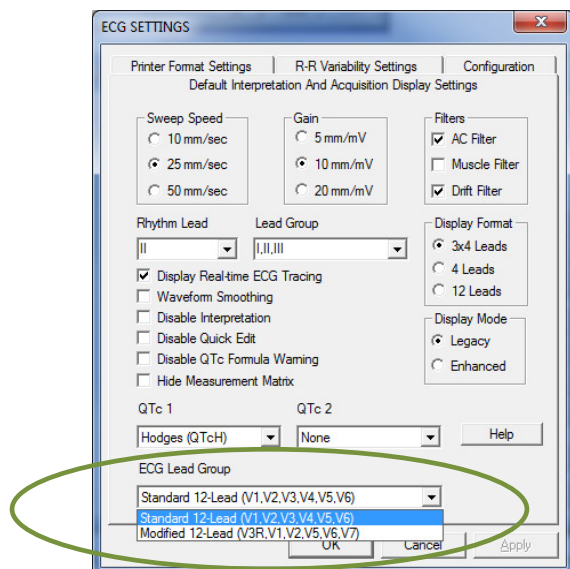 ECG SETTINGS
Printer Format Settings R-R Variability Settings Configuration
Default Interpretation And Acquisition Display Settings
Sweep Speed Gain Filters
10 mm/sec 5 mm/mV AC Filter
25 mm/sec 10 mm/mV Muscle Filter
50 mm/sec 20 mm/mV Drift Filter
Rhythm Lead Lead Group Display Format
II I,II,III 3x4 Leads
Display Real-time ECG Tracing 4 Leads
Waveform Smoothing 12 Leads
Disable Interpretation Display Mode
Disable Quick Edit Legacy
Disable QTc Formula Warning Enhanced
Hide Measurement Matrix
QTc 1 QTc 2
Hodges (QTcH) None Help
ECG Lead Group
Standard 12-Lead (V1,V2,V3,V4,V5,V6)
Standard 12-Lead (V1,V2,V3,V4,V5,V6)
Modified 12-Lead (V3R,V1,V2,V5,V6,V7)
OK Cancel Apply